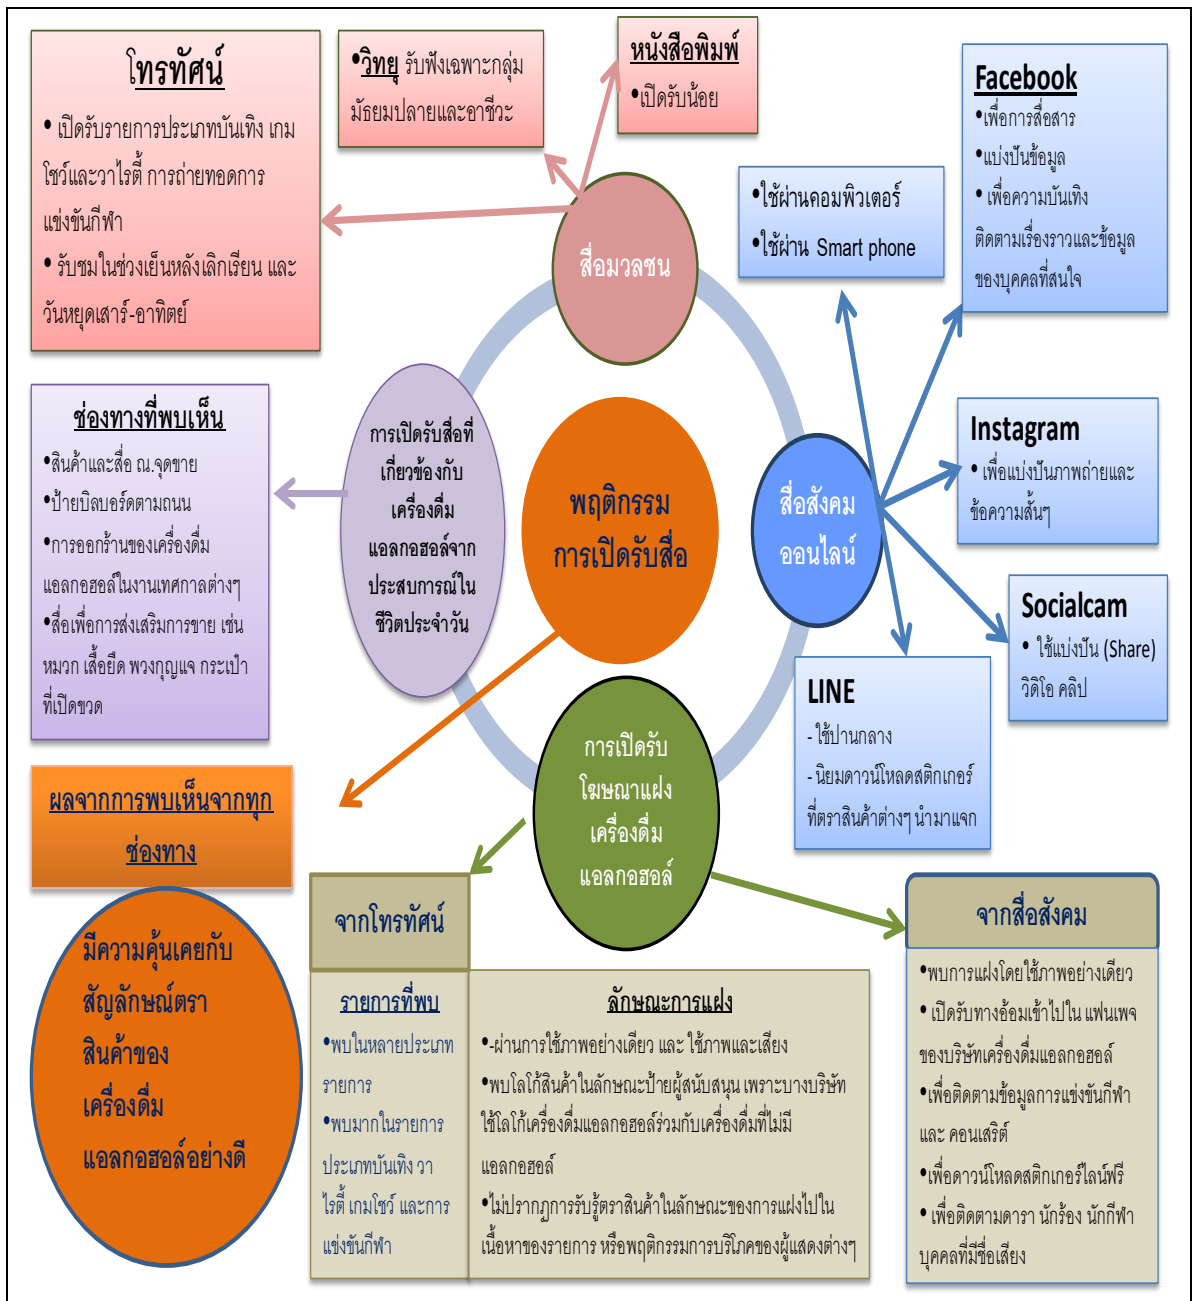 โทรทัศน์
• เปิดรับรายการประเภทบันเทิง เกม
โชว์และวาไรตี้ การถ่ายทอดการ
แข่งขันกีฬา
• รับชมในช่วงเย็นหลังเลิกเรียน และ
วันหยุดเสาร์-อาทิตย์
•วิทยุ รับฟังเฉพาะกลุ่ม
มัธยมปลายและอาชีวะ
หนังสือพิมพ์
•เปิดรับน้อย
สื่อมวลชน
•ใช้ผ่านคอมพิวเตอร์
•ใช้ผ่าน Smart phone
Facebook
•เพื่อการสื่อสาร
•แบ่งปันข้อมูล
• เพื่อความบันเทิง
ติดตามเรื่องราวและข้อมูล
ของบุคคลที่สนใจ
ช่องทางที่พบเห็น
•สินค้าและสื่อ ณ.จุดขาย
•ป้ายบิลบอร์ดตามถนน
•การออกร้านของเครื่องดื่ม
แอลกอฮอล์ในงานเทศกาลต่างๆ
•สื่อเพื่อการส่งเสริมการขาย เช่น
หมวก เสื้อยืด พวงกุญแจ กระเป๋า
ที่เปิดขวด
การเปิดรับสื่อที่
เกี่ยวข้องกับ
เครื่องดื่ม
แอลกอฮอล์จาก
ประสบการณ์ใน
ชีวิตประจำวัน
พฤติกรรม
การเปิดรับสื่อ
สื่อสังคม
ออนไลน์
Instagram
• เพื่อแบ่งปันภาพถ่ายและ
ข้อความสั้นๆ
Socialcam
• ใช้แบ่งปัน (Share)
วิดิโอ คลิป
LINE
- ใช้ปานกลาง
- นิยมดาวน์โหลดสติกเกอร์
ที่ตราสินค้าต่างๆ นำมาแจก
การเปิดรับ
โฆษณาแฝง
เครื่องดื่ม
แอลกอฮอล์
ผลจากการพบเห็นจากทุก
ช่องทาง
มีความคุ้นเคยกับ
สัญลักษณ์ตรา
สินค้าของ
เครื่องดื่ม
แอลกอฮอล์อย่างดี
จากโทรทัศน์
รายการที่พบ
•พบในหลายประเภท
รายการ
•พบมากในรายการ
ประเภทบันเทิง วา
ไรตี้ เกมโชว์ และการ
แข่งขันกีฬา
ลักษณะการแฝง
•-ผ่านการใช้ภาพอย่างเดียว และ ใช้ภาพและเสียง
•พบโลโก้สินค้าในลักษณะป้ายผู้สนับสนุน เพราะบางบริษัท
ใช้โลโก้เครื่องดื่มแอลกอฮอล์ร่วมกับเครื่องดื่มที่ไม่มี
แอลกอฮอล์
•ไม่ปรากฏการรับรู้ตราสินค้าในลักษณะของการแฝงไปใน
เนื้อหาของรายการ หรือพฤติกรรมการบริโภคของผู้แสดงต่างๆ
จากสื่อสังคม
•พบการแฝงโดยใช้ภาพอย่างเดียว
• เปิดรับทางอ้อมเข้าไปใน แฟนเพจ
ของบริษัทเครื่องดื่มแอลกอฮอล์
•เพื่อติดตามข้อมูลการแข่งขันกีฬา
และ คอนเสริต์
•เพื่อดาวน์โหลดสติกเกอร์ไลน์ฟรี
• เพื่อติดตามดารา นักร้อง นักกีฬา
บุคคลที่มีชื่อเสียง